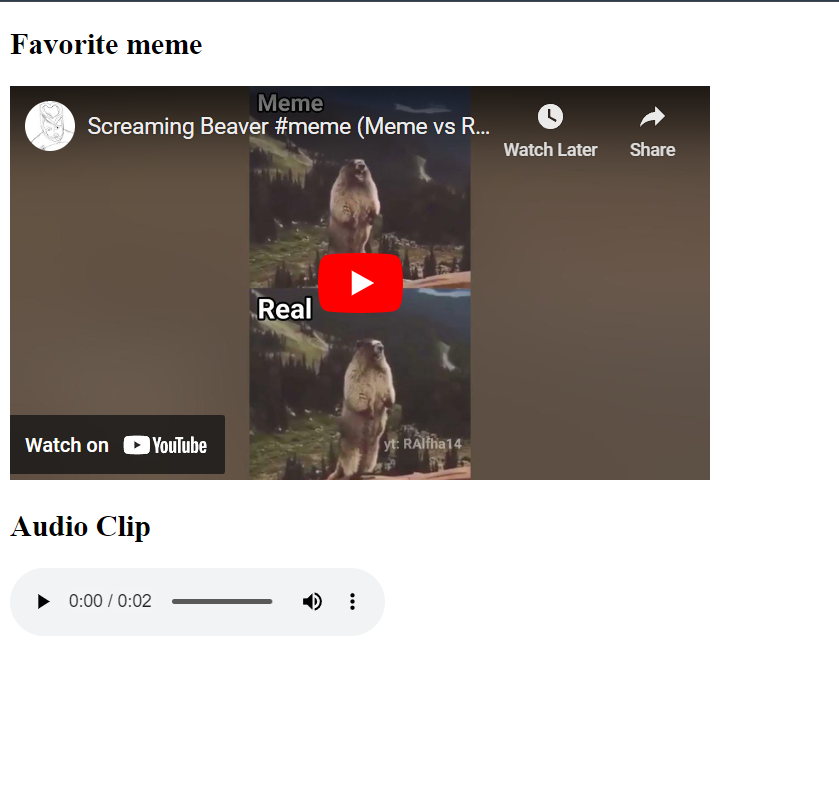 Favorite meme
Meme
Screaming Beaver #meme (Meme vs R...
Watch Later
Share
Real
yt: RAlfha14
Watch on YouTube
Audio Clip
0:00 / 0:02